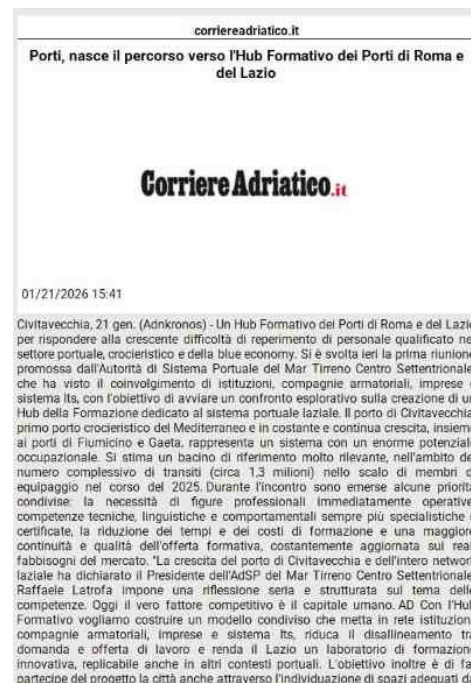 corriereadriatico.it
Porti, nasce il percorso verso l'Hub Formativo dei Porti di Roma e
del Lazio
Corriere Adriatico.it
01/21/2026 15:41
Civitavecchia, 21 gen. (Adnkronos) - Un Hub Formativo dei Porti di Roma e del Lazio
per rispondere alla crescente difficoltà di reperimento di personale qualificato ne
settore portuale, crocieristico e della blue economy. Si è svolta ieri la prima riunione
promossa dall'Autorità di Sistema Portuale del Mar Tirreno Centro Settentrionale
che ha visto il coinvolgimento di istituzioni, compagnie armatoriali, imprese
sistema Its, con l'obiettivo di avviare un confronto esplorativo sulla creazione di un
Hub della Formazione dedicato al sistema portuale laziale. Il porto di Civitavecchia
primo porto crocieristico del Mediterraneo e in costante e continua crescita, insieme
ai porti di Fiumicino e Gaeta, rappresenta un sistema con un enorme potenziale
occupazionale. Si stima un bacino di riferimento molto rilevante, nell'ambito de
numero complessivo di transiti (circa 1,3 milioni) nello scalo di membri d
equipaggio nel corso del 2025. Durante l'incontro sono emerse alcune priorità
condivise: la necessità di figure professionali immediatamente operative
competenze tecniche, linguistiche e comportamentali sempre più specialistiche
certificate, la riduzione dei tempi e dei costi di formazione e una maggiore
continuità e qualità dell'offerta formativa, costantemente aggiornata sui real
fabbisogni del mercato. "La crescita del porto di Civitavecchia e dell'intero network
laziale ha dichiarato il Presidente dell'AdSP del Mar Tirreno Centro Settentrionale
Raffaele Latrofa impone una riflessione seria e strutturata sul tema delle
competenze. Oggi il vero fattore competitivo è il capitale umano. AD Con l'Hub
Formativo vogliamo costruire un modello condiviso che metta in rete istituzioni
compagnie armatoriali, imprese e sistema Its, riduca il disallineamento tra
domanda e offerta di lavoro e renda il Lazio un laboratorio di formazione
innovativa, replicabile anche in altri contesti portuali. L'obiettivo inoltre è di fa
partecipe del progetto la città anche attraverso l'individuazione di spazi adeguati d